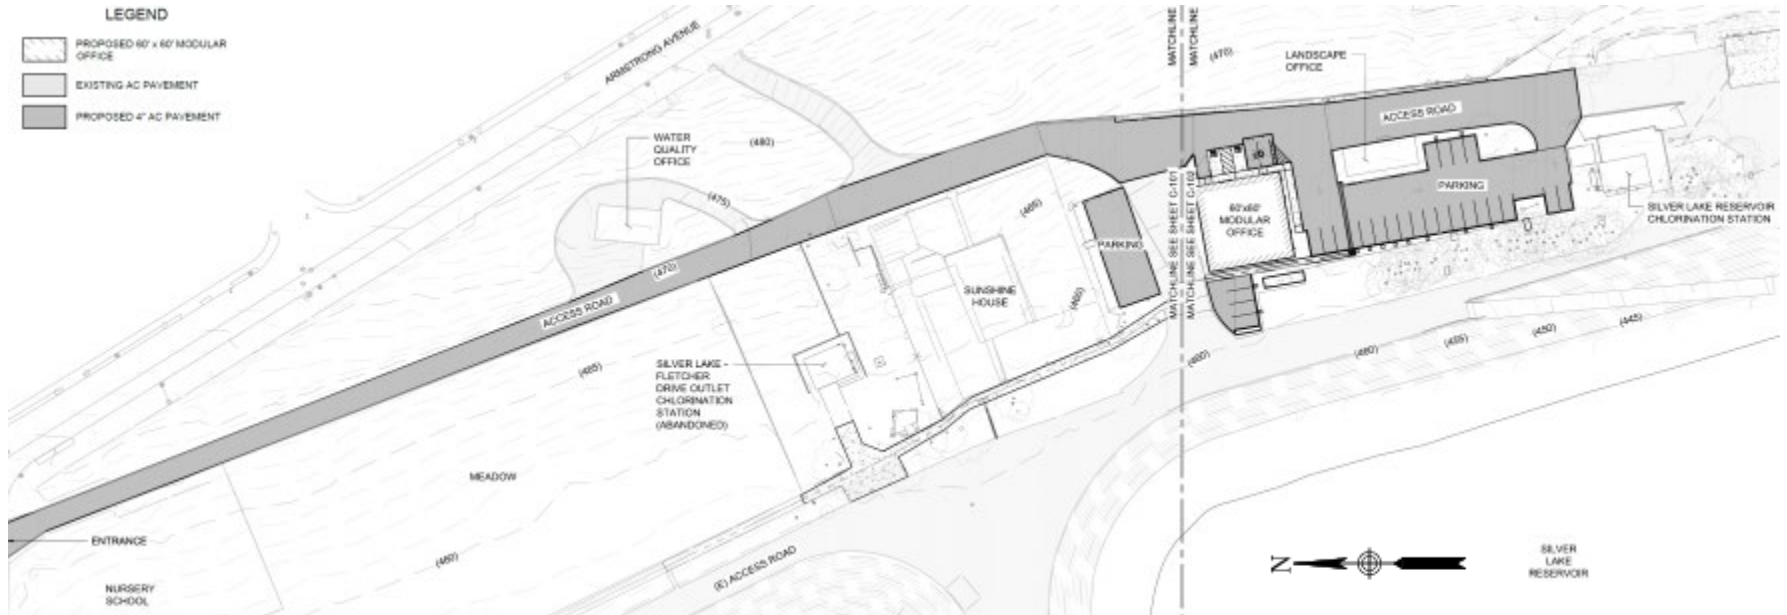 LEGEND
PROPOSED 60' x 60' MODULAR
OFFICE
EXISTING AC PAVEMENT
PROPOSED 4" AC PAVEMENT
ARMSTRONG AVENUE
WATER
QUALITY
OFFICE
(480)
(475)
(470)
ACCESS ROAD
(465)
SILVER LAKE -
FLETCHER
DRIVE OUTLET
CHLORINATION
STATION
(ABANDONED)
MEADOW
ENTRANCE
NURSERY
SCHOOL
(460)
(E) ACCESS ROAD
SUNSHINE
HOUSE
(465)
(460)
PARKING
MATCHLINE
MATCHLINE
MATCHLINE SEE SHEET C-101
MATCHLINE SEE SHEET C-102
(470)
LANDSCAPE
OFFICE
ACCESS ROAD
PARKING
60'x60'
MODULAR
OFFICE
SILVER LAKE RESERVOIR
CHLORINATION STATION
(460)
(460)
(455)
(450)
(445)
N
SILVER
LAKE
RESERVOIR